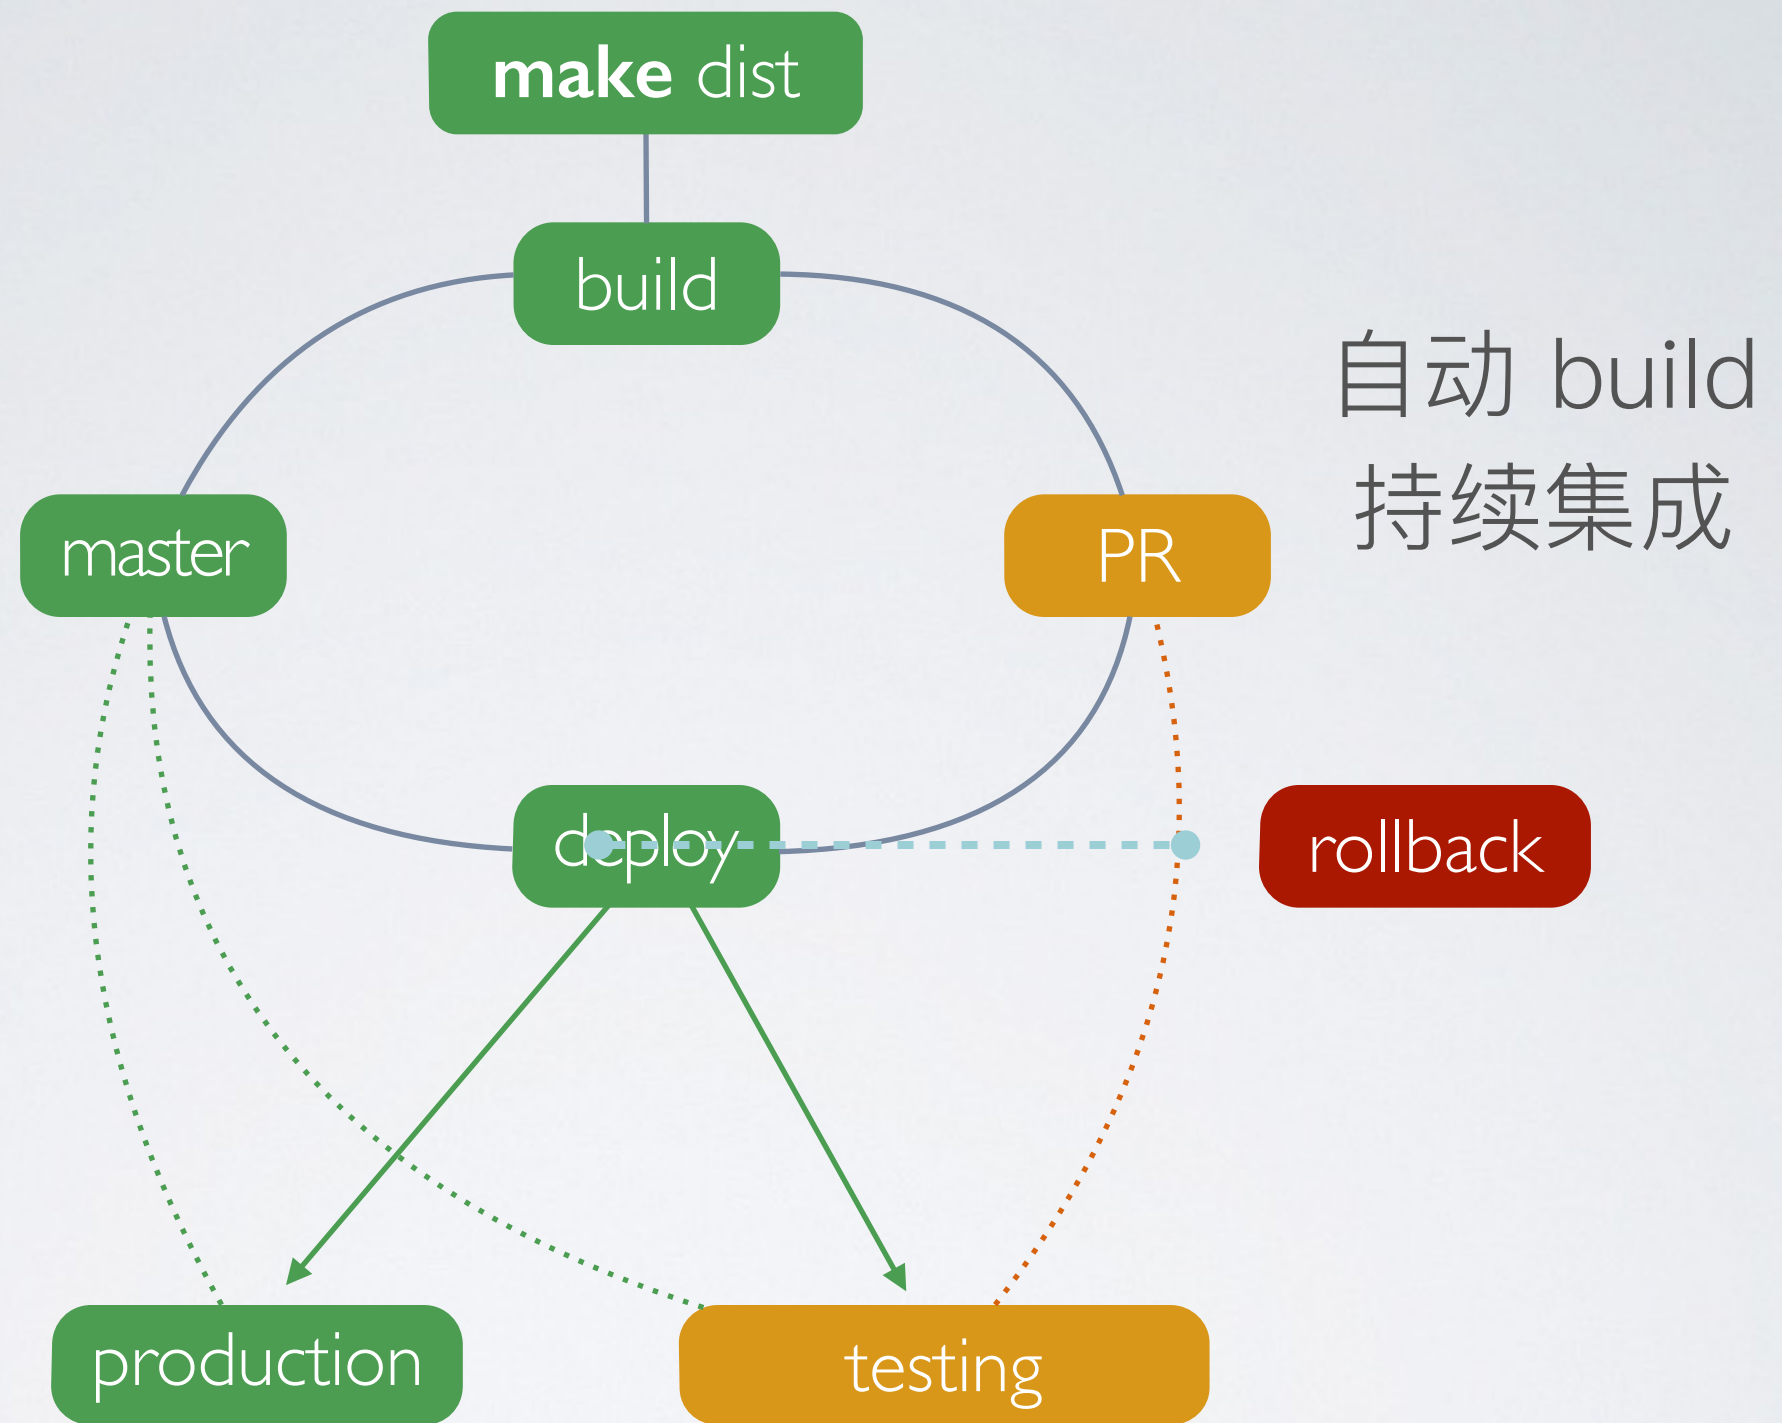 make dist
build
自动 build
持续集成
master
PR
deploy
rollback
production
testing